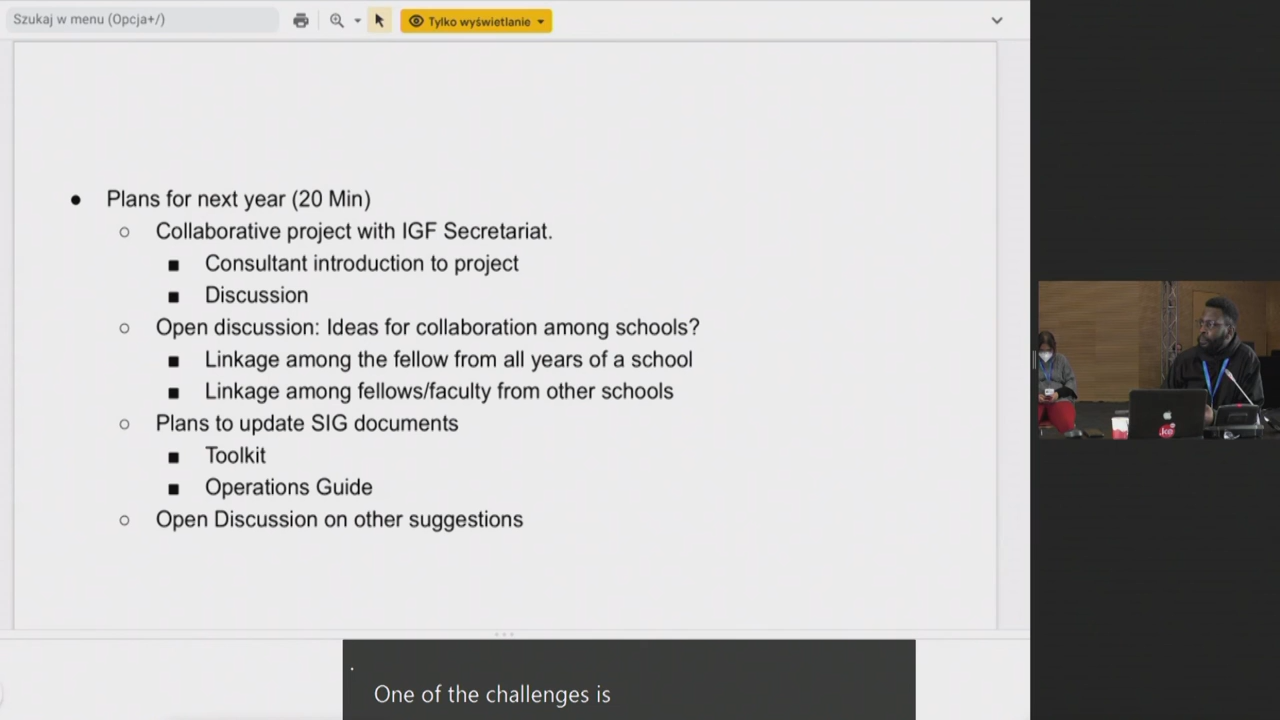 Szukaj w menu (Opcja+/)
Tylko wyświetlanie
● Plans for next year (20 Min)
○ Collaborative project with IGF Secretariat.
■ Consultant introduction to project
■ Discussion
○ Open discussion: Ideas for collaboration among schools?
■ Linkage among the fellow from all years of a school
■ Linkage among fellows/faculty from other schools
○ Plans to update SIG documents
■ Toolkit
■ Operations Guide
○ Open Discussion on other suggestions
.
One of the challenges is